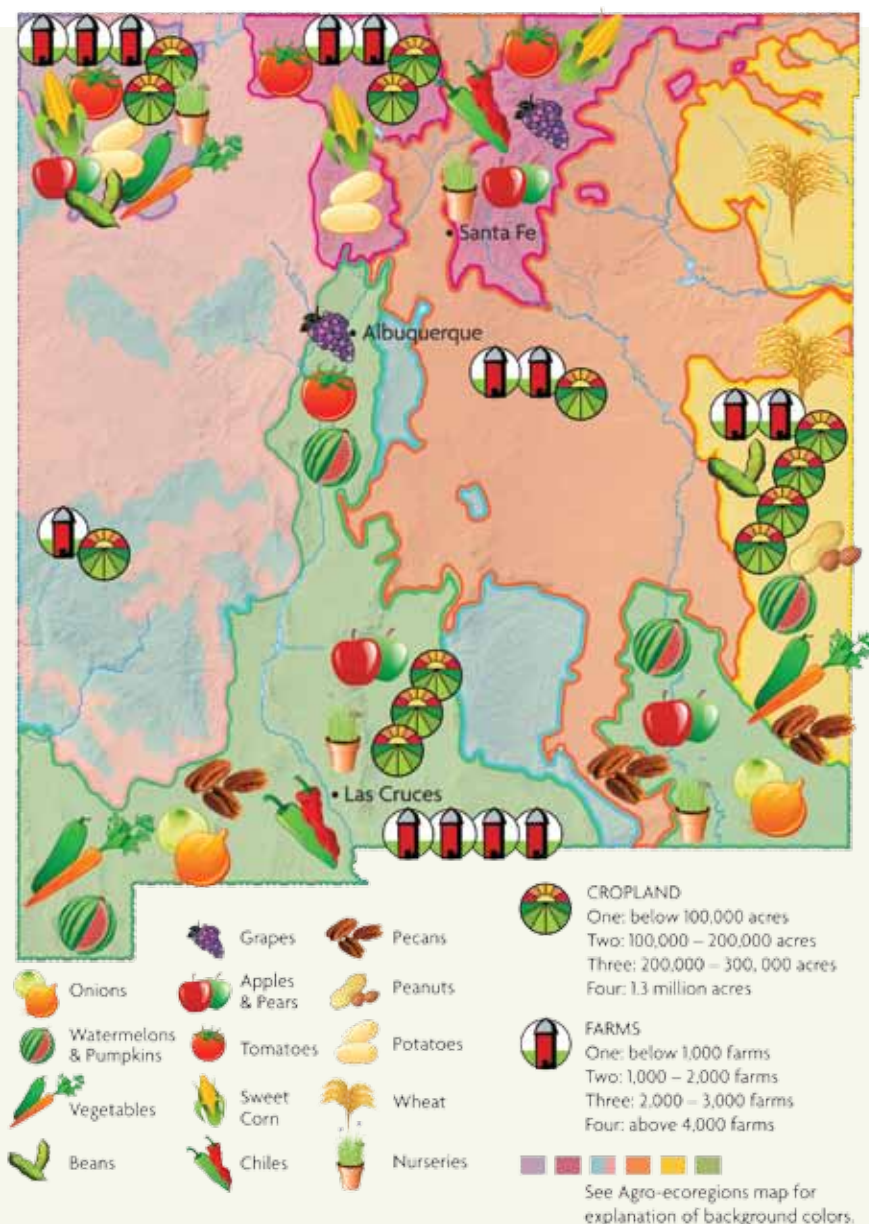 • Santa Fe
• Albuquerque
• Las Cruces
Grapes
Pecans
Onions
Apples
& Pears
Peanuts
Watermelons
& Pumpkins
Tomatoes
Potatoes
Vegetables
Sweet
Corn
Wheat
Beans
Chiles
Nurseries
CROPLAND
One: below 100,000 acres
Two: 100,000 – 200,000 acres
Three: 200,000 – 300, 000 acres
Four: 1.3 million acres
FARMS
One: below 1,000 farms
Two: 1,000 – 2,000 farms
Three: 2,000 – 3,000 farms
Four: above 4,000 farms
See Agro-ecoregions map for
explanation of background colors.